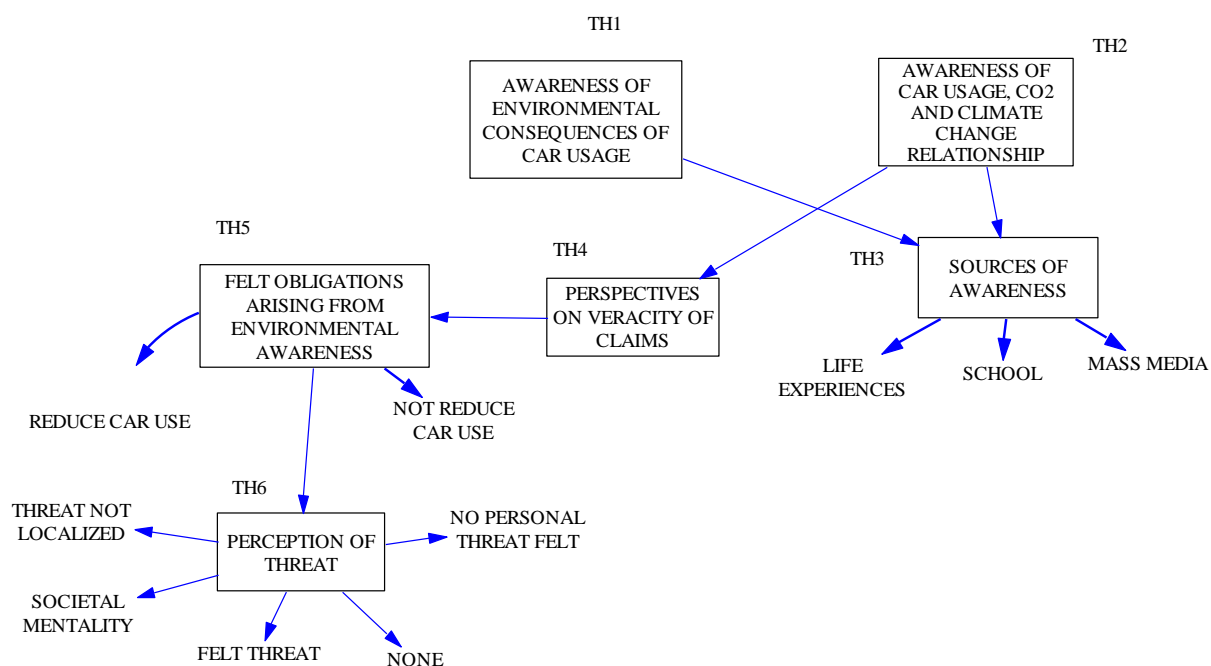 TH1
TH2
AWARENESS OF
ENVIRONMENTAL
CONSEQUENCES OF
CAR USAGE
AWARENESS OF
CAR USAGE, CO2
AND CLIMATE
CHANGE
RELATIONSHIP
TH5
TH4
TH3
FELT OBLIGATIONS
ARISING FROM
ENVIRONMENTAL
AWARENESS
PERSPECTIVES
ON VERACITY OF
CLAIMS
SOURCES OF
AWARENESS
LIFE
EXPERIENCES
SCHOOL
MASS MEDIA
REDUCE CAR USE
NOT REDUCE
CAR USE
TH6
THREAT NOT
LOCALIZED
PERCEPTION OF
THREAT
NO PERSONAL
THREAT FELT
SOCIETAL
MENTALITY
FELT THREAT
NONE